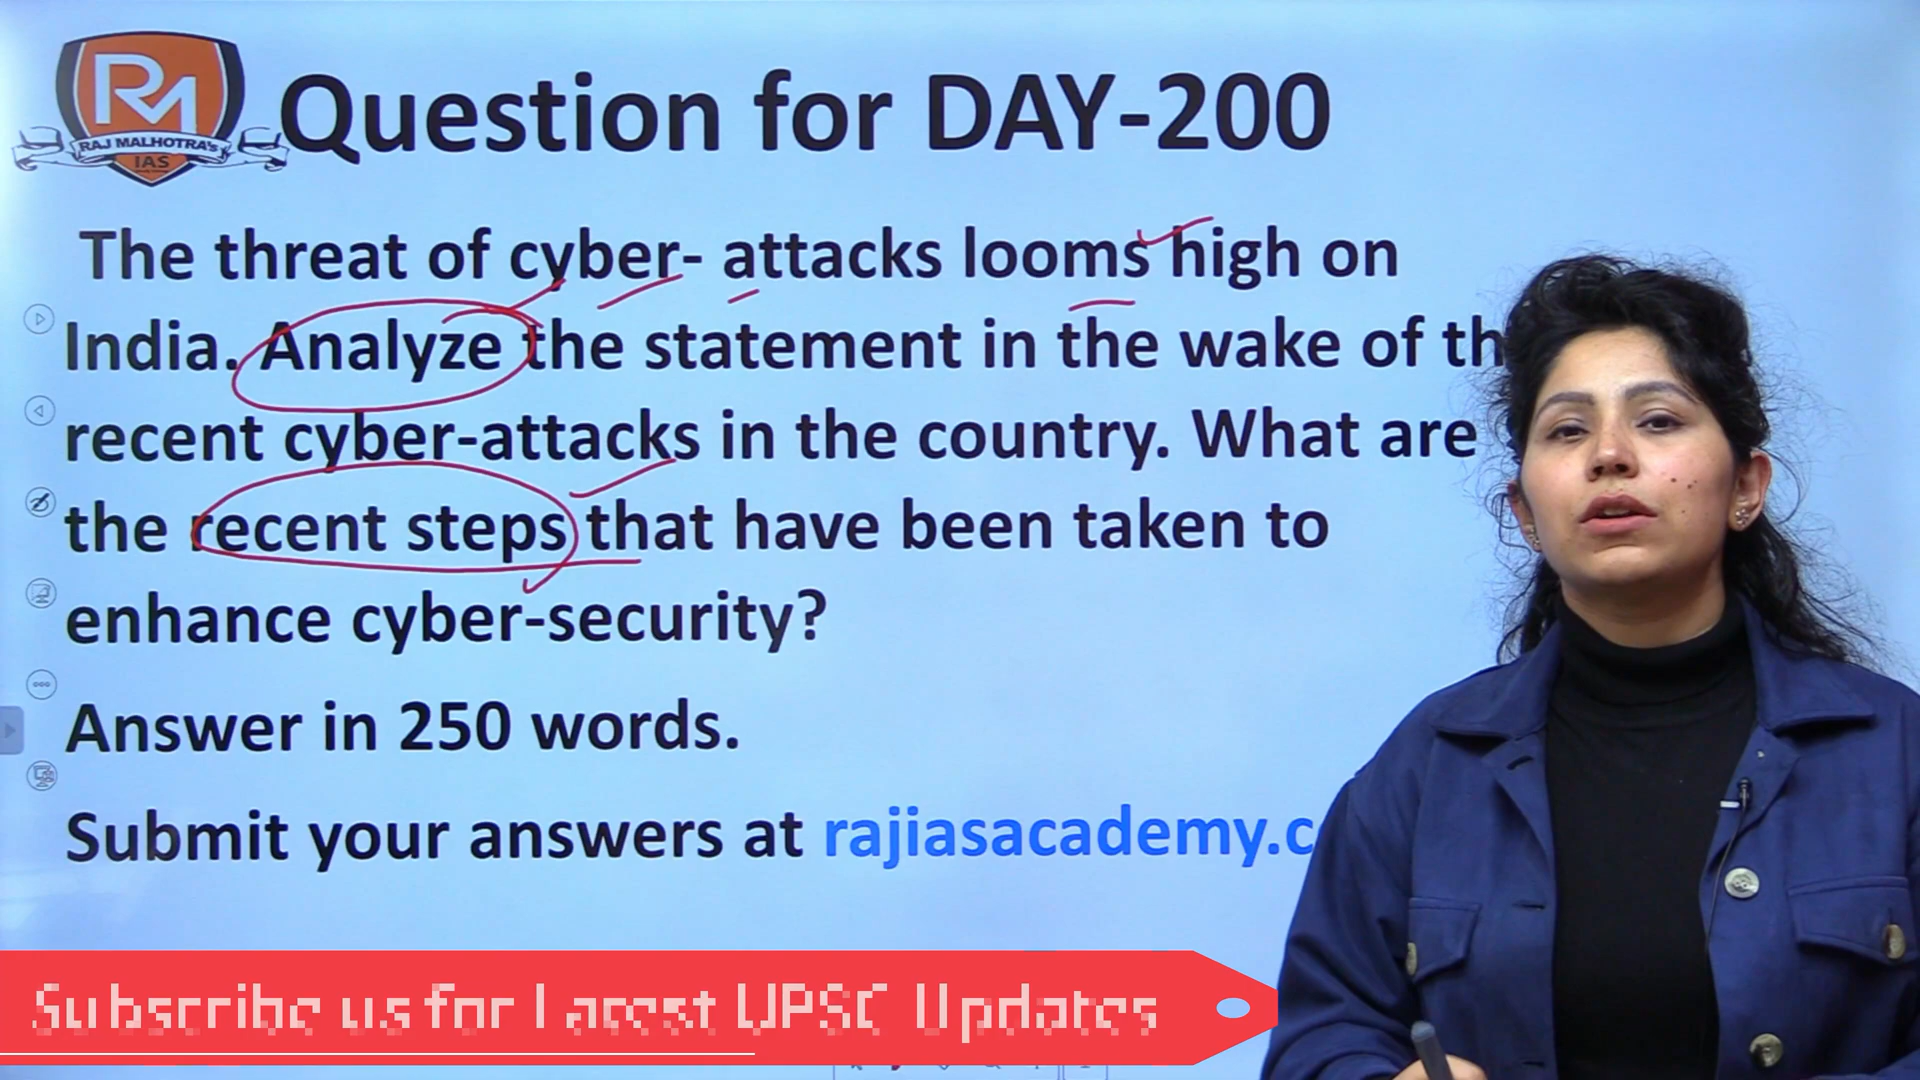 RM
RAJ MALHOTRA's
IAS
Question for DAY-200
The threat of cyber- attacks looms high on
India. Analyze the statement in the wake of th
recent cyber-attacks in the country. What are
the recent steps that have been taken to
enhance cyber-security?
Answer in 250 words.
Submit your answers at rajiasacademy.c
Subscribe us for Latest UPSC Updates